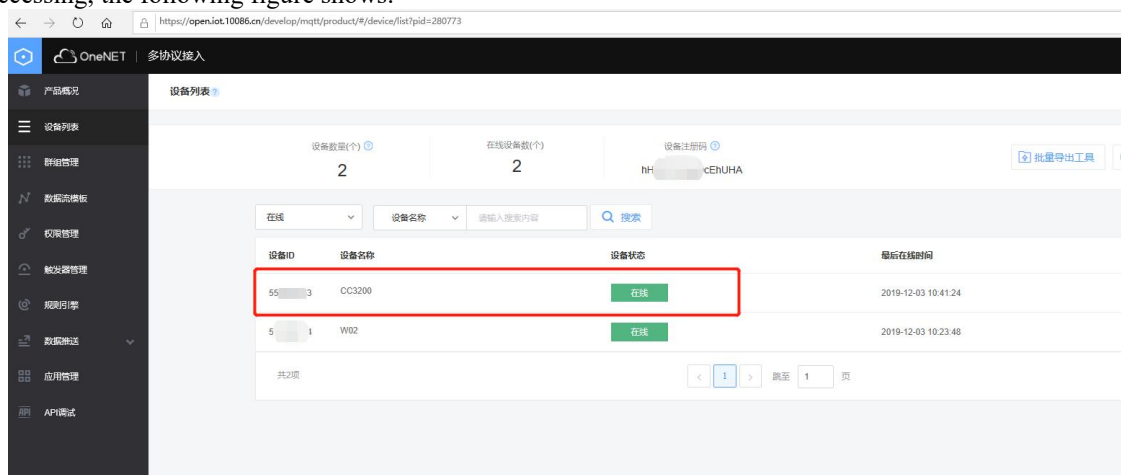 ccessing, the following figure shows:
https://open.iot.10086.cn/develop/mqtt/product/#/device/list?pid=280773
OneNET | 多协议接入
产品概况
设备列表
设备列表
群组管理
数据流模板
权限管理
触发器管理
规则引擎
数据推送
应用管理
API API调试
设备数量(个) 在线设备数(个) 设备注册码
2 2 hH cEhUHA
批量导出工具
在线 设备名称 请输入搜索内容 搜索
设备ID 设备名称 设备状态 最后在线时间
55 3 CC3200 在线 2019-12-03 10:41:24
5 W02 在线 2019-12-03 10:23:48
共2项 < 1 > 跳至 1 页